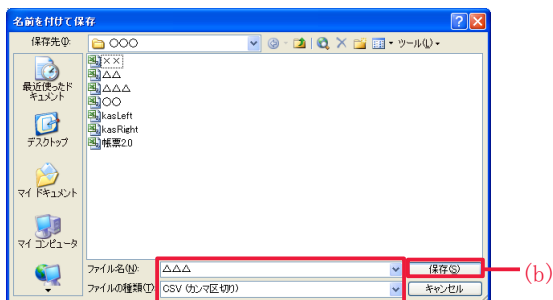 名前を付けて保存
保存先(I):
○○○
ツール(L)
××
△△
△△△
○○
kasLeft
kasRight
帳票2.0
最近使ったドキュメント
デスクトップ
マイ ドキュメント
マイ コンピュータ
ファイル名(N):
△△△
保存(S)
(b)
ファイルの種類(T):
CSV (カンマ区切り)
キャンセル